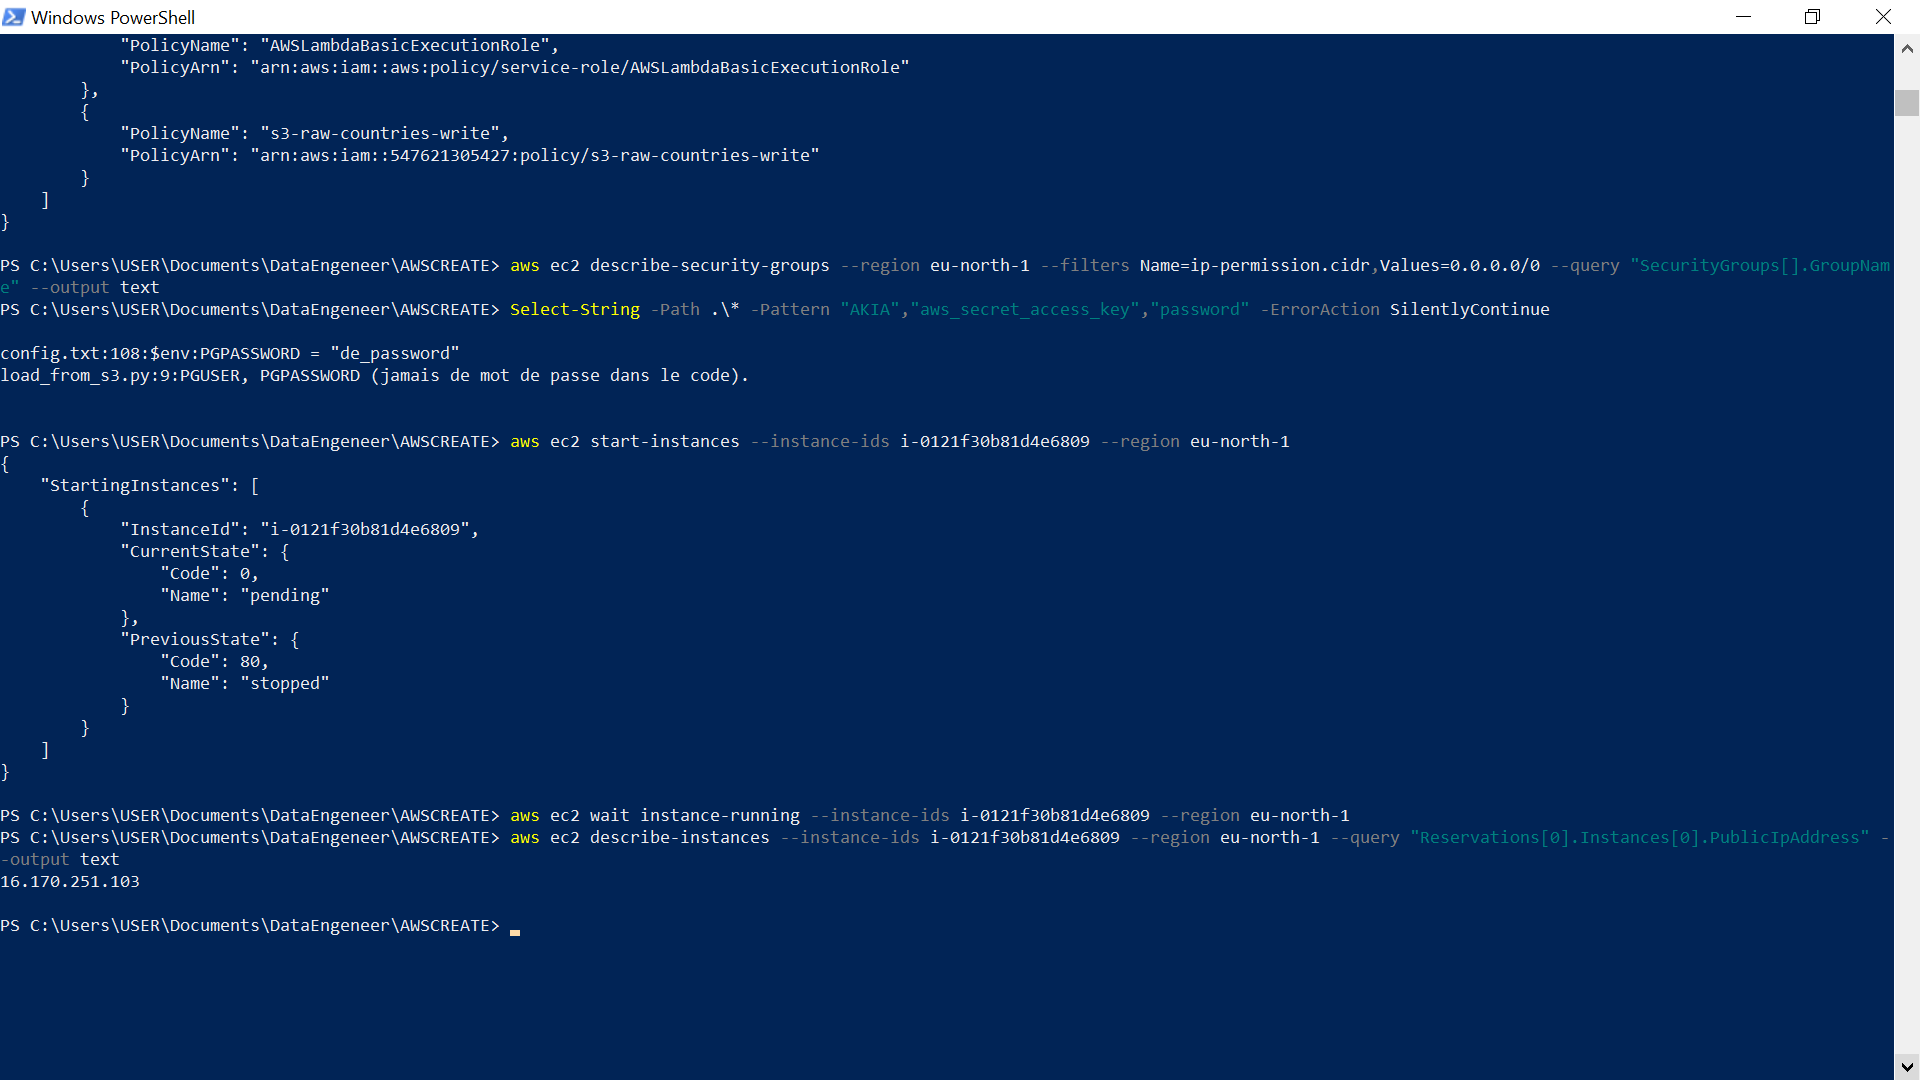 Windows PowerShell
            "PolicyName": "AWSLambdaBasicExecutionRole",
            "PolicyArn": "arn:aws:iam::aws:policy/service-role/AWSLambdaBasicExecutionRole"
        },
        {
            "PolicyName": "s3-raw-countries-write",
            "PolicyArn": "arn:aws:iam::547621305427:policy/s3-raw-countries-write"
        }
    ]
}
PS C:\Users\USER\Documents\DataEngeneer\AWSCREATE> aws ec2 describe-security-groups --region eu-north-1 --filters Name=ip-permission.cidr,Values=0.0.0.0/0 --query "SecurityGroups[].GroupNam
e" --output text
PS C:\Users\USER\Documents\DataEngeneer\AWSCREATE> Select-String -Path .\* -Pattern "AKIA","aws_secret_access_key","password" -ErrorAction SilentlyContinue
config.txt:108:$env:PGPASSWORD = "de_password"
load_from_s3.py:9:PGUSER, PGPASSWORD (jamais de mot de passe dans le code).
PS C:\Users\USER\Documents\DataEngeneer\AWSCREATE> aws ec2 start-instances --instance-ids i-0121f30b81d4e6809 --region eu-north-1
{
    "StartingInstances": [
        {
            "InstanceId": "i-0121f30b81d4e6809",
            "CurrentState": {
                "Code": 0,
                "Name": "pending"
            },
            "PreviousState": {
                "Code": 80,
                "Name": "stopped"
            }
        }
    ]
}
PS C:\Users\USER\Documents\DataEngeneer\AWSCREATE> aws ec2 wait instance-running --instance-ids i-0121f30b81d4e6809 --region eu-north-1
PS C:\Users\USER\Documents\DataEngeneer\AWSCREATE> aws ec2 describe-instances --instance-ids i-0121f30b81d4e6809 --region eu-north-1 --query "Reservations[0].Instances[0].PublicIpAddress" -
-output text
16.170.251.103
PS C:\Users\USER\Documents\DataEngeneer\AWSCREATE>